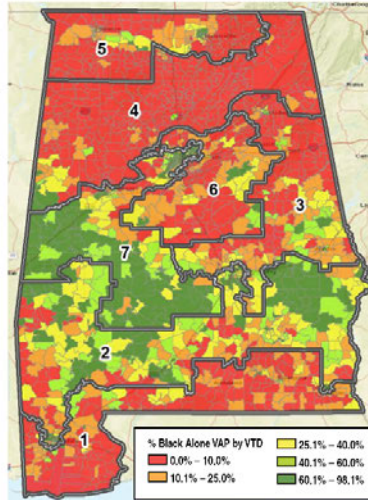 5
4
6
3
7
2
1
% Black Alone VAP by VTD
0.0% – 10.0%
10.1% – 25.0%
25.1% – 40.0%
40.1% – 60.0%
60.1% – 98.1%